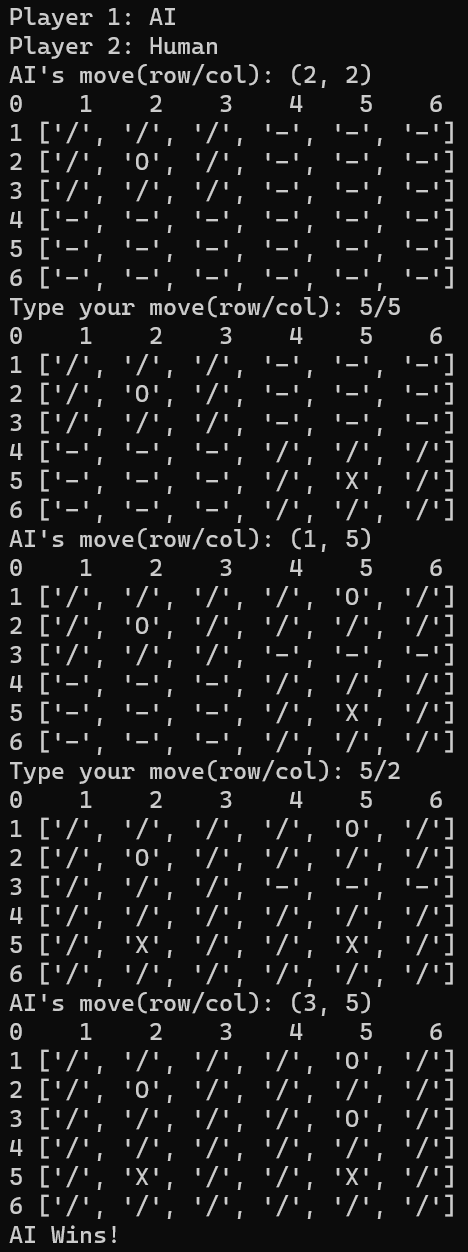 Player 1: AI
Player 2: Human
AI's move(row/col): (2, 2)
0    1    2    3    4    5    6
1 ['/', '/', '/', '-', '-', '-']
2 ['/', 'O', '/', '-', '-', '-']
3 ['/', '/', '/', '-', '-', '-']
4 ['-', '-', '-', '-', '-', '-']
5 ['-', '-', '-', '-', '-', '-']
6 ['-', '-', '-', '-', '-', '-']
Type your move(row/col): 5/5
0    1    2    3    4    5    6
1 ['/', '/', '/', '-', '-', '-']
2 ['/', 'O', '/', '-', '-', '-']
3 ['/', '/', '/', '-', '-', '-']
4 ['-', '-', '-', '/', '/', '/']
5 ['-', '-', '-', '/', 'X', '/']
6 ['-', '-', '-', '/', '/', '/']
AI's move(row/col): (1, 5)
0    1    2    3    4    5    6
1 ['/', '/', '/', '/', 'O', '/']
2 ['/', 'O', '/', '/', '/', '/']
3 ['/', '/', '/', '-', '-', '-']
4 ['-', '-', '-', '/', '/', '/']
5 ['-', '-', '-', '/', 'X', '/']
6 ['-', '-', '-', '/', '/', '/']
Type your move(row/col): 5/2
0    1    2    3    4    5    6
1 ['/', '/', '/', '/', 'O', '/']
2 ['/', 'O', '/', '/', '/', '/']
3 ['/', '/', '/', '-', '-', '-']
4 ['/', '/', '/', '/', '/', '/']
5 ['/', 'X', '/', '/', 'X', '/']
6 ['/', '/', '/', '/', '/', '/']
AI's move(row/col): (3, 5)
0    1    2    3    4    5    6
1 ['/', '/', '/', '/', 'O', '/']
2 ['/', 'O', '/', '/', '/', '/']
3 ['/', '/', '/', '/', 'O', '/']
4 ['/', '/', '/', '/', '/', '/']
5 ['/', 'X', '/', '/', 'X', '/']
6 ['/', '/', '/', '/', '/', '/']
AI Wins!